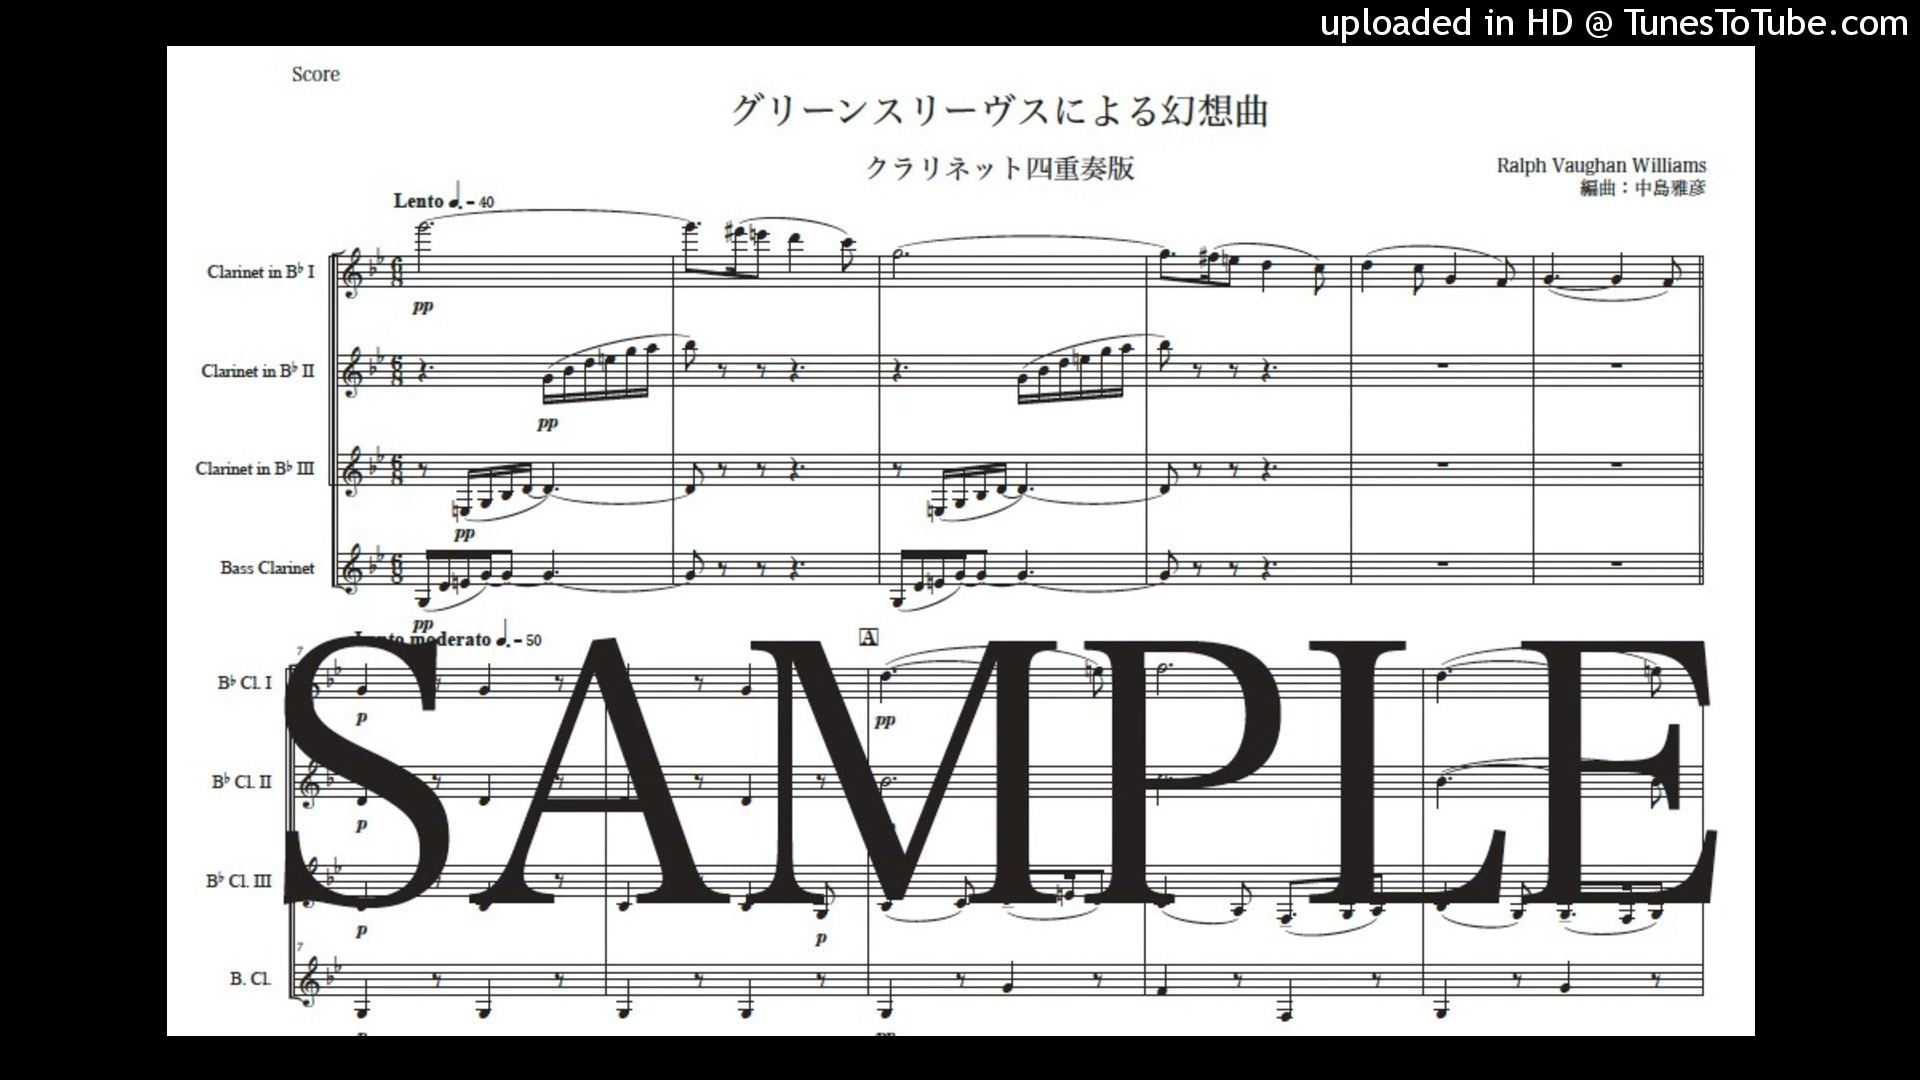 uploaded in HD @ TunesToTube.com
Score
グリーンスリーヴスによる幻想曲
クラリネット四重奏版
Ralph Vaughan Williams
編曲：中島雅彦
Lento ♩. = 40
Clarinet in B♭ I
pp
Clarinet in B♭ II
pp
Clarinet in B♭ III
pp
Bass Clarinet
pp
Lento moderato ♩. = 50
A
7
B♭ Cl. I
p
pp
B♭ Cl. II
p
B♭ Cl. III
p
p
7
B. Cl.
SAMPLE